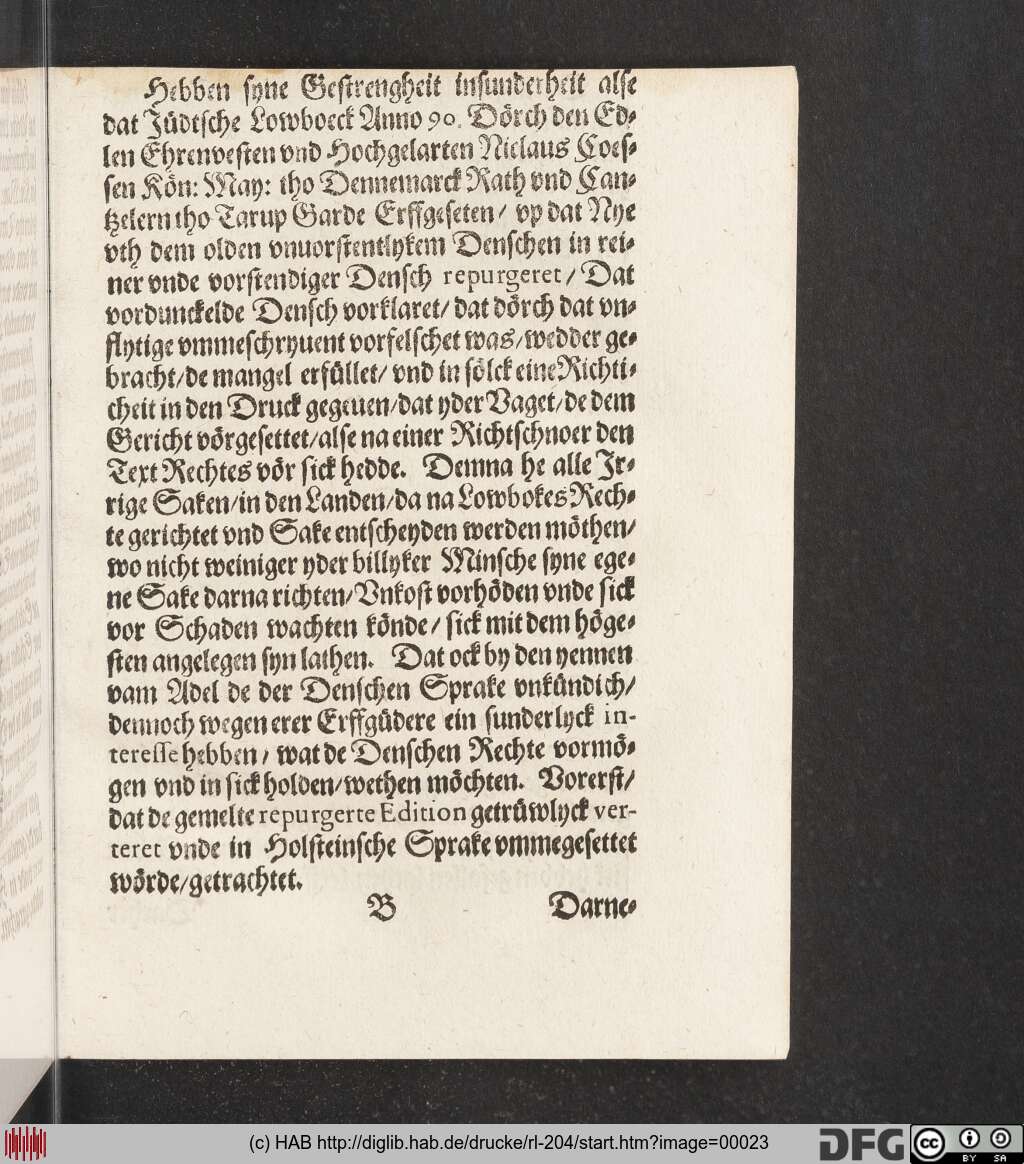 Hebben syne Gestrengheit insunderheit alse
dat Jüdtsche Lowboeck Anno 90. Dörch den Ed-
len Ehrenvesten vnd Hochgelarten Niclaus Coes-
sen Kön: May: tho Dennemarck Rath vnd Can-
tzelern tho Tarup Garde Erffgeseten / vp dat Nye
vth dem olden vnuorstentlykem Denschen in rei-
ner vnde vorstendiger Densch repurgeret / Dat
vordunckelde Densch vorklaret / dat dörch dat vn-
flytige vmmeschryuent vorfelschet was / wedder ge-
bracht / de mangel erfüllet / vnd in sölck eine Richti-
cheit in den Druck gegeuen / dat yder Vaget / de dem
Gericht vörgesettet / alse na einer Richtschnoer den
Text Rechtes vör sick hedde. Demna he alle Jr-
rige Saken / in den Landen / da na Lowbokes Rech-
te gerichtet vnd Sake entscheyden werden möthen /
wo nicht weiniger yder billyker Minsche syne ege-
ne Sake darna richten / Vnkost vorhöden vnde sick
vor Schaden wachten könde / sick mit dem höge-
sten angelegen syn lathen. Dat ock by den yennen
vam Adel de der Denschen Sprake vnkündich /
dennoch wegen erer Erffgüdere ein sunderlyck in-
teresse hebben / wat de Denschen Rechte vormö-
gen vnd in sick holden / wethen möchten. Vorerst /
dat de gemelte repurgerte Edition getrüwlyck ver-
teret vnde in Holsteinsche Sprake vmmegesettet
wörde / getrachtet.
B Darne-
(c) HAB http://diglib.hab.de/drucke/rl-204/start.htm?image=00023
DFG
cc BY SA